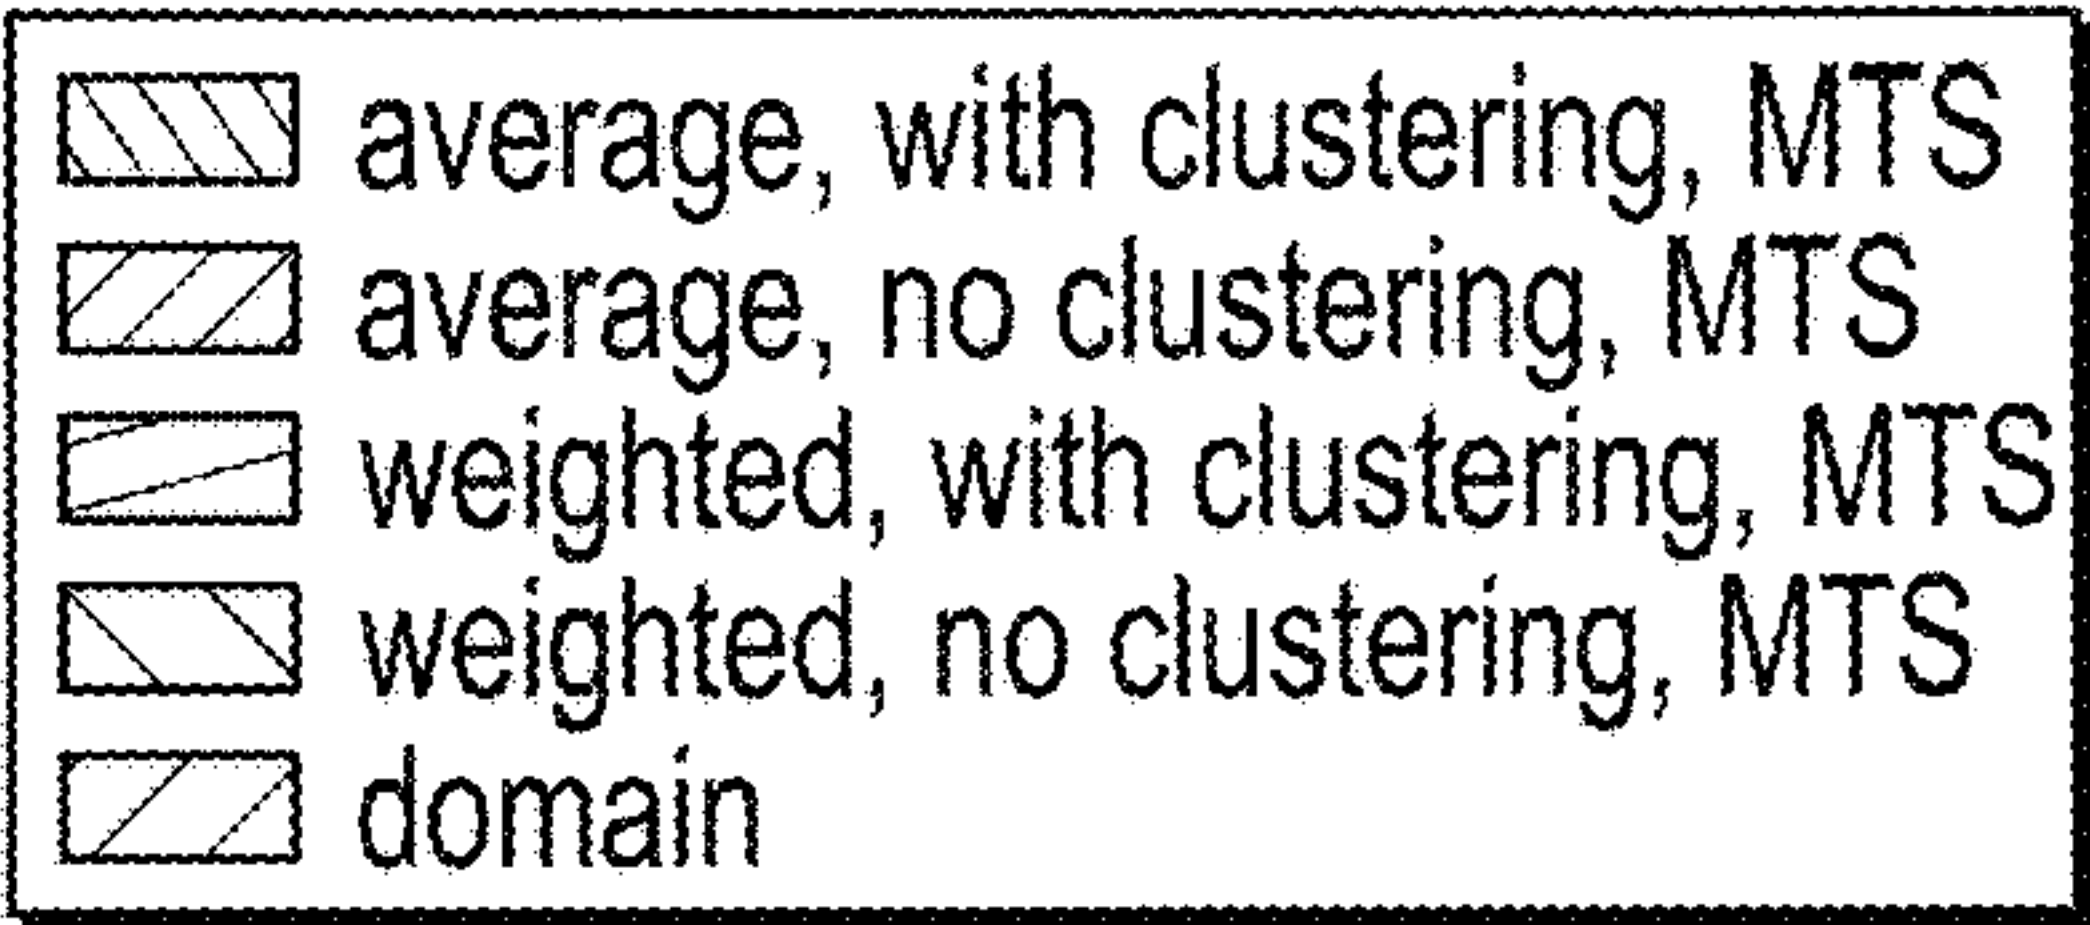 average, with clustering, MTS
average, no clustering, MTS
weighted, with clustering, MTS
weighted, no clustering, MTS
domain